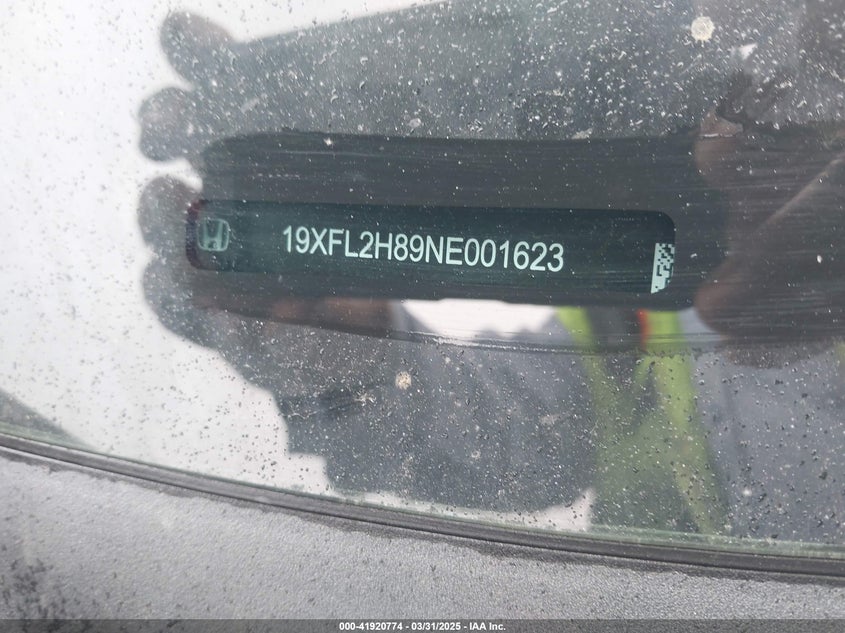 19XFL2H89NE001623
000-41920774 — 03/31/2025 — IAA Inc.